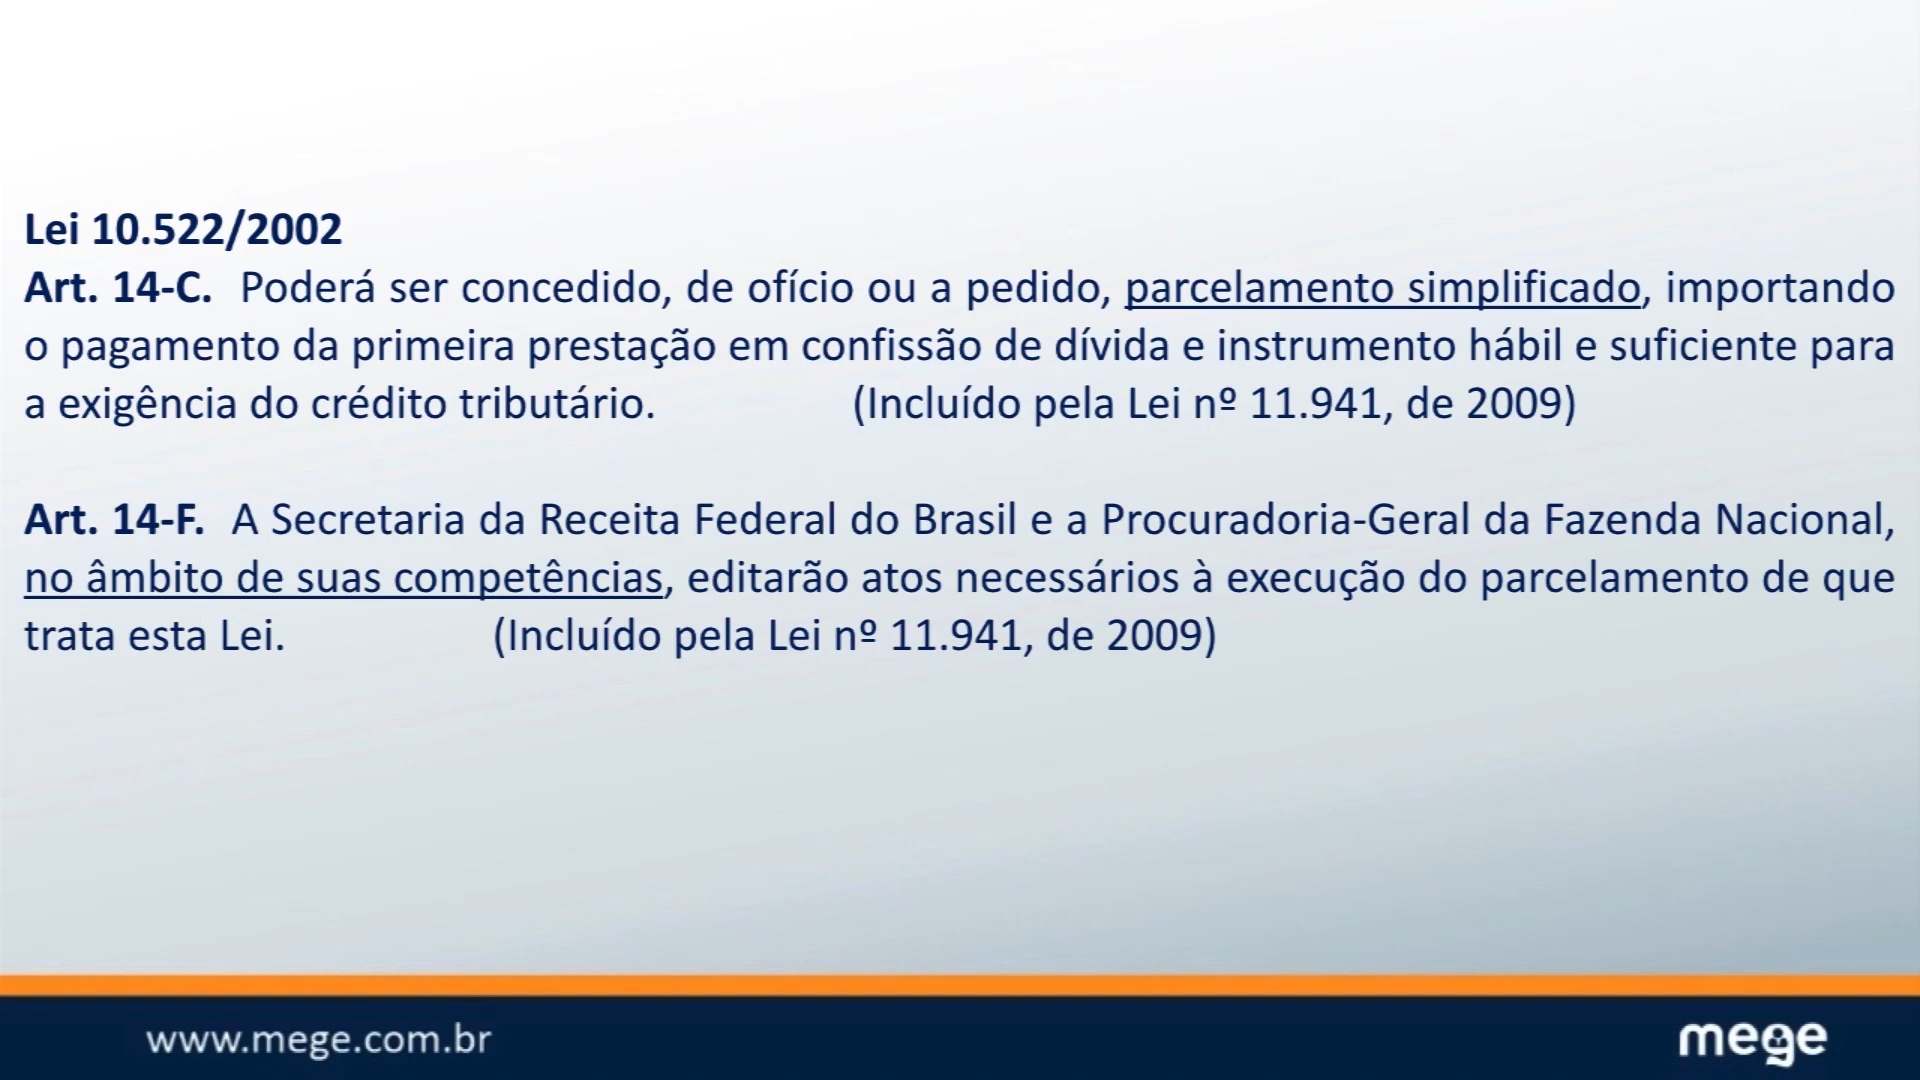 Lei 10.522/2002
Art. 14-C. Poderá ser concedido, de ofício ou a pedido, parcelamento simplificado, importando
o pagamento da primeira prestação em confissão de dívida e instrumento hábil e suficiente para
a exigência do crédito tributário. (Incluído pela Lei nº 11.941, de 2009)
Art. 14-F. A Secretaria da Receita Federal do Brasil e a Procuradoria-Geral da Fazenda Nacional,
no âmbito de suas competências, editarão atos necessários à execução do parcelamento de que
trata esta Lei. (Incluído pela Lei nº 11.941, de 2009)
www.mege.com.br
mege